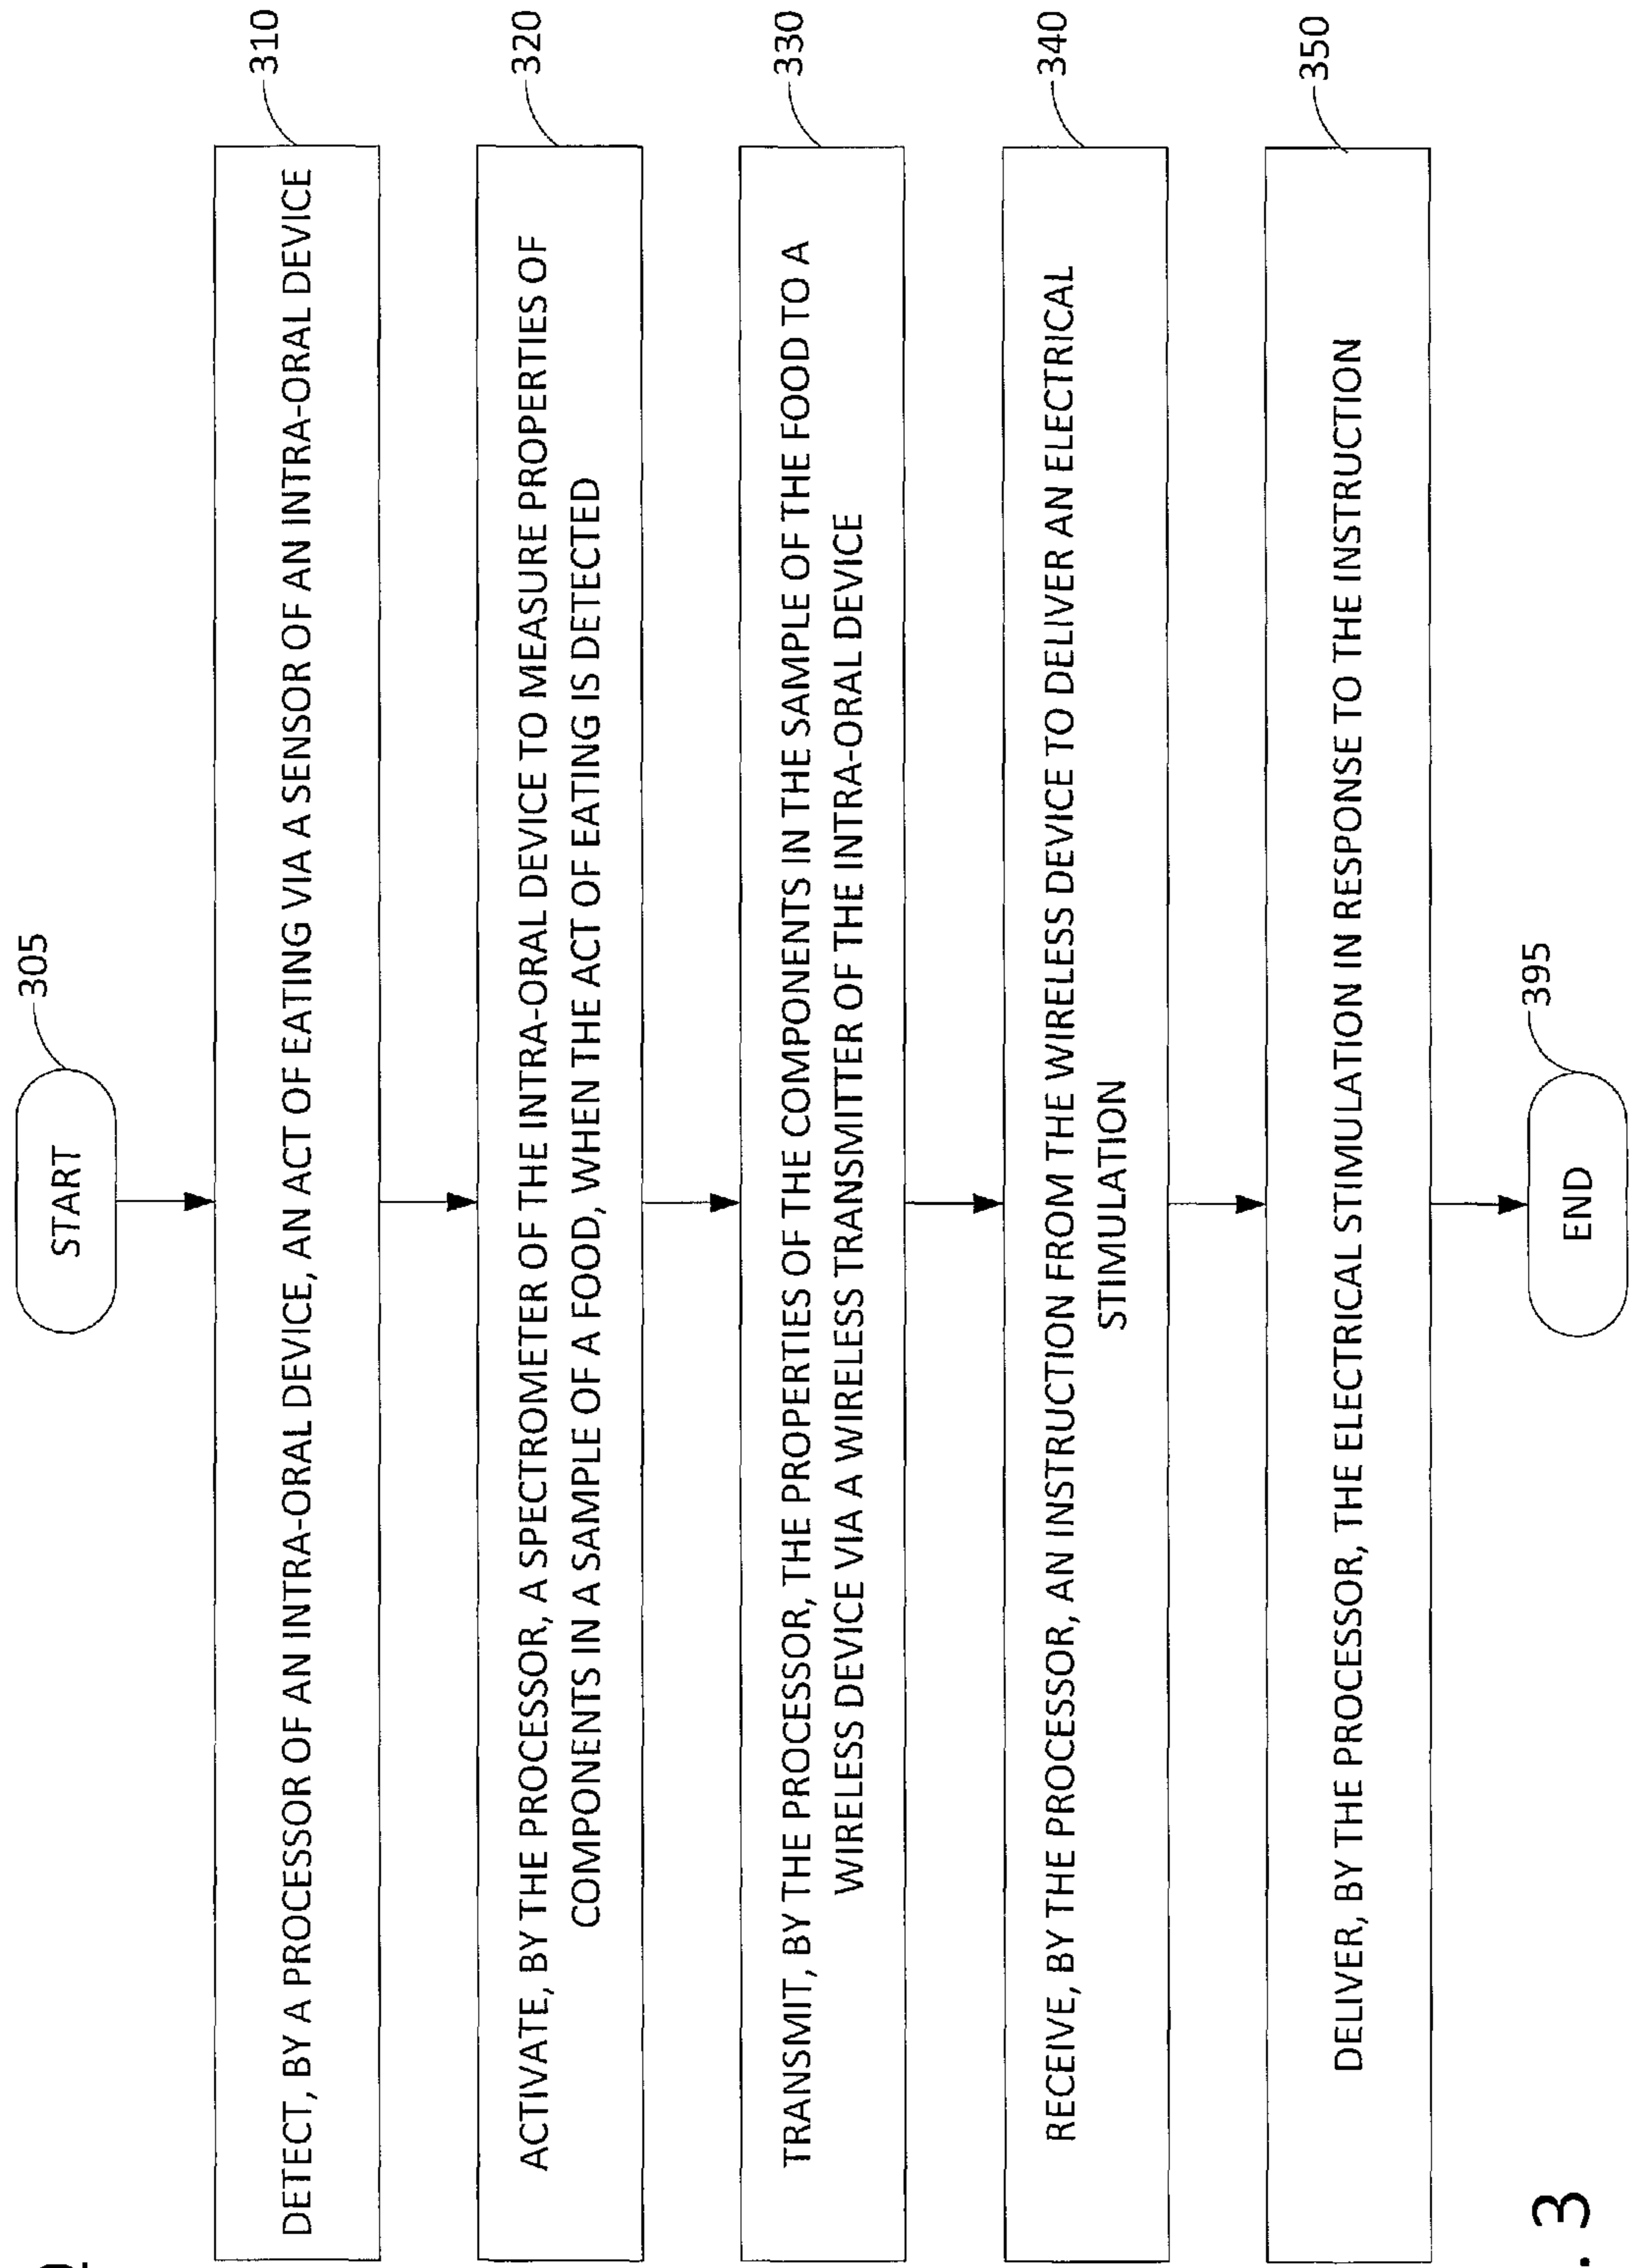 START
305
DETECT, BY A PROCESSOR OF AN INTRA-ORAL DEVICE, AN ACT OF EATING VIA A SENSOR OF AN INTRA-ORAL DEVICE
310
ACTIVATE, BY THE PROCESSOR, A SPECTROMETER OF THE INTRA-ORAL DEVICE TO MEASURE PROPERTIES OF
COMPONENTS IN A SAMPLE OF A FOOD, WHEN THE ACT OF EATING IS DETECTED
320
TRANSMIT, BY THE PROCESSOR, THE PROPERTIES OF THE COMPONENTS IN THE SAMPLE OF THE FOOD TO A
WIRELESS DEVICE VIA A WIRELESS TRANSMITTER OF THE INTRA-ORAL DEVICE
330
RECEIVE, BY THE PROCESSOR, AN INSTRUCTION FROM THE WIRELESS DEVICE TO DELIVER AN ELECTRICAL
STIMULATION
340
DELIVER, BY THE PROCESSOR, THE ELECTRICAL STIMULATION IN RESPONSE TO THE INSTRUCTION
350
END
395
. 3